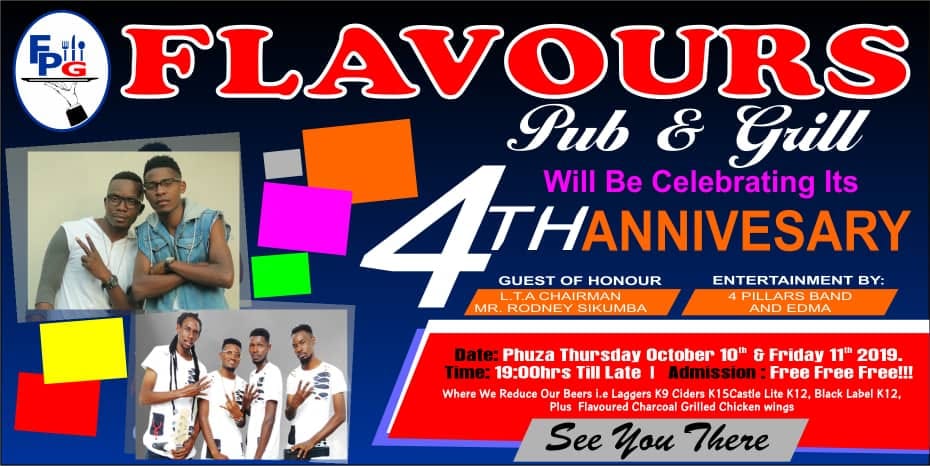 FPG
FLAVOURS
Pub & Grill
Will Be Celebrating Its
4TH ANNIVESARY
GUEST OF HONOUR
L.T.A CHAIRMAN
MR. RODNEY SIKUMBA
ENTERTAINMENT BY:
4 PILLARS BAND
AND EDMA
Date: Phuza Thursday October 10th & Friday 11th 2019.
Time: 19:00hrs Till Late | Admission : Free Free Free!!!
Where We Reduce Our Beers i.e Laggers K9 Ciders K15Castle Lite K12, Black Label K12,
Plus Flavoured Charcoal Grilled Chicken wings
See You There